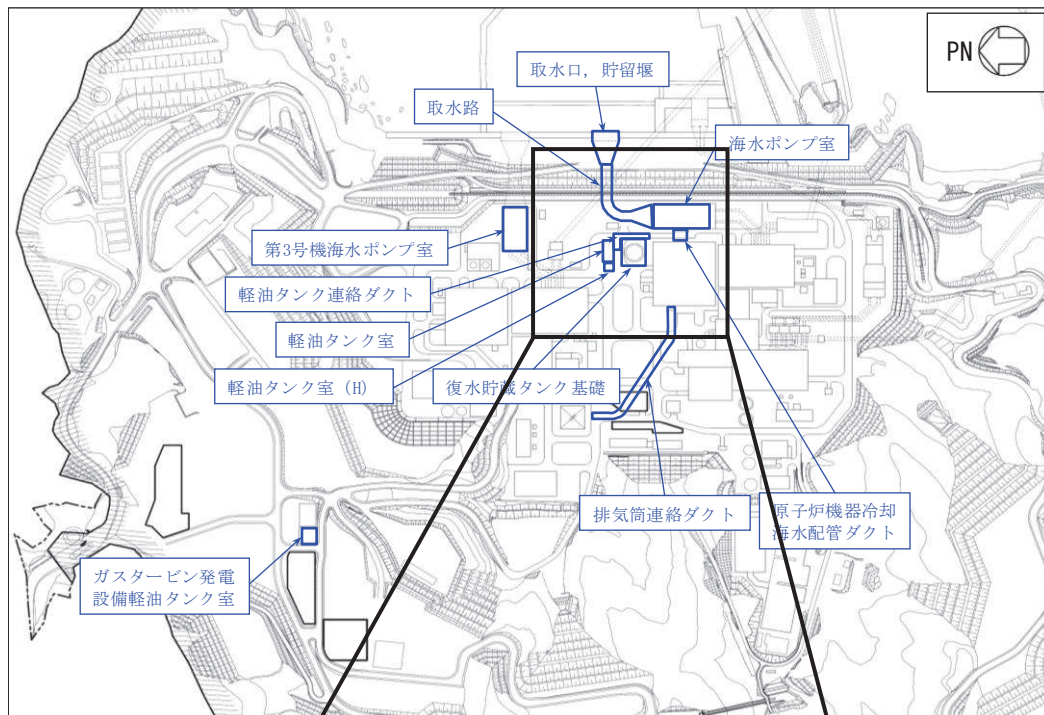 PN
取水口, 貯留堰
取水路
海水ポンプ室
第3号機海水ポンプ室
軽油タンク連絡ダクト
軽油タンク室
軽油タンク室 (H)
復水貯蔵タンク基礎
排気筒連絡ダクト
原子炉機器冷却
海水配管ダクト
ガスタービン発電
設備軽油タンク室